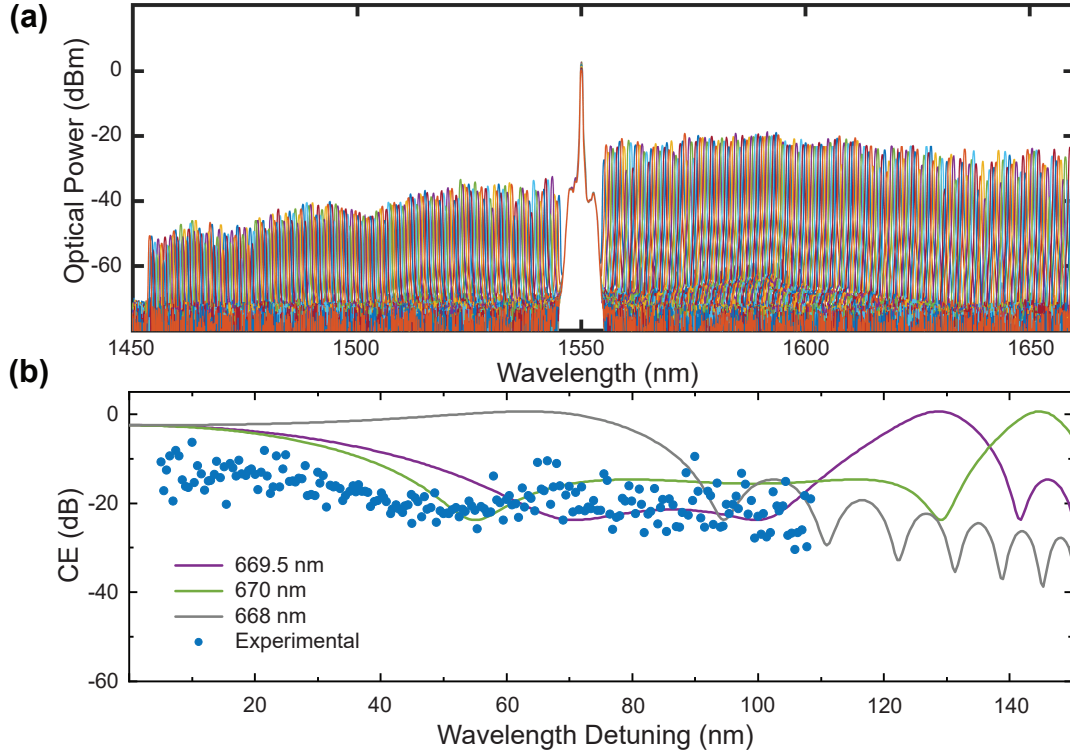 (a)
Optical Power (dBm)
0
-20
-40
-60
1450
1500
1550
1600
1650
Wavelength (nm)
(b)
CE (dB)
0
-20
-40
-60
669.5 nm
670 nm
668 nm
Experimental
0
20
40
60
80
100
120
140
Wavelength Detuning (nm)